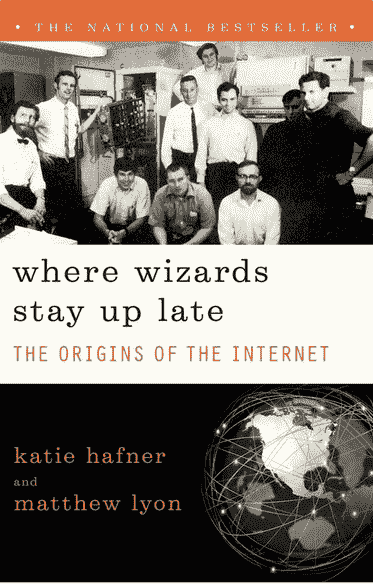 • THE NATIONAL BESTSELLER •
where wizards
stay up late
THE ORIGINS OF THE INTERNET
katie hafner
and
matthew lyon